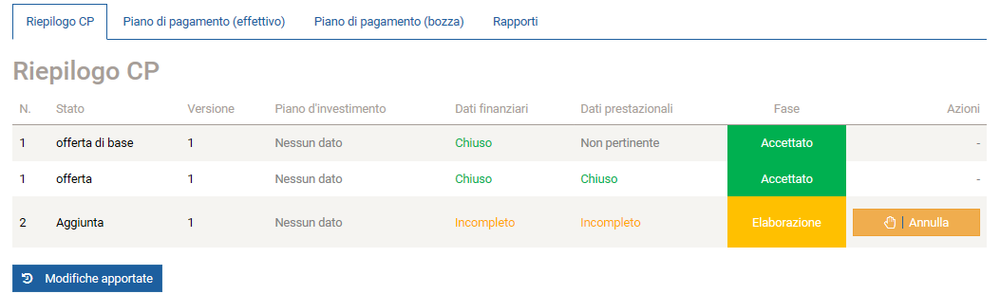 Riepilogo CP Piano di pagamento (effettivo) Piano di pagamento (bozza) Rapporti
Riepilogo CP
N. Stato Versione Piano d'investimento Dati finanziari Dati prestazionali Fase Azioni
1 offerta di base 1 Nessun dato Chiuso Non pertinente Accettato -
1 offerta 1 Nessun dato Chiuso Chiuso Accettato -
2 Aggiunta 1 Nessun dato Incompleto Incompleto Elaborazione Annulla
Modifiche apportate